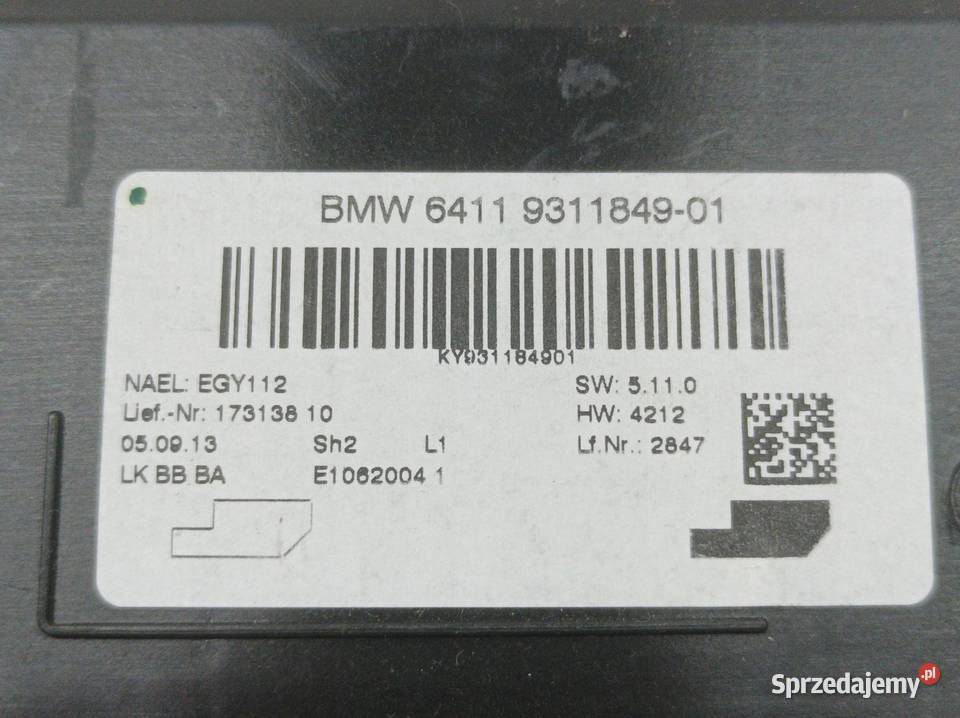 BMW 6411 9311849-01
KY931184901
NAEL: EGY112 SW: 5.11.0
Lief.-Nr: 173138 10 HW: 4212
05.09.13 Sh2 L1 Lf.Nr.: 2847
LK BB BA E1062004 1
Sprzedajemy.pl